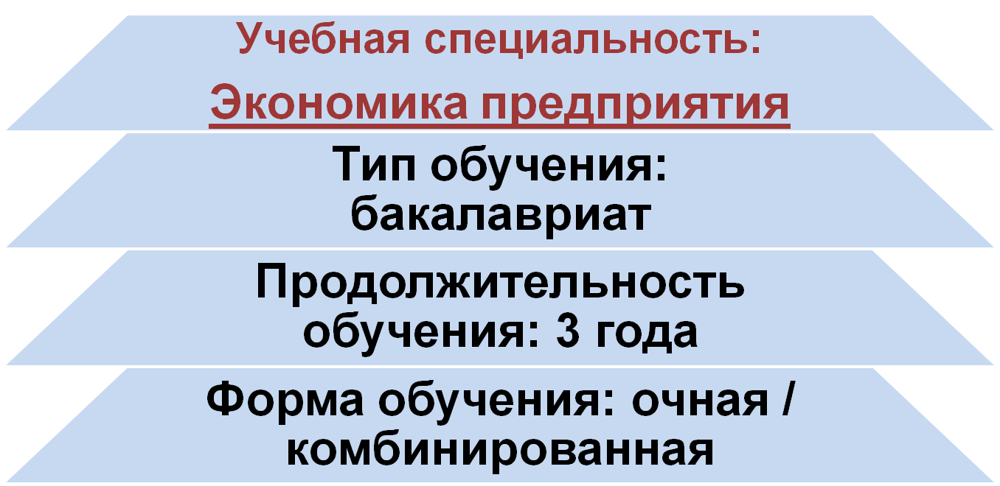 Учебная специальность:
Экономика предприятия
Тип обучения:
бакалавриат
Продолжительность
обучения: 3 года
Форма обучения: очная /
комбинированная